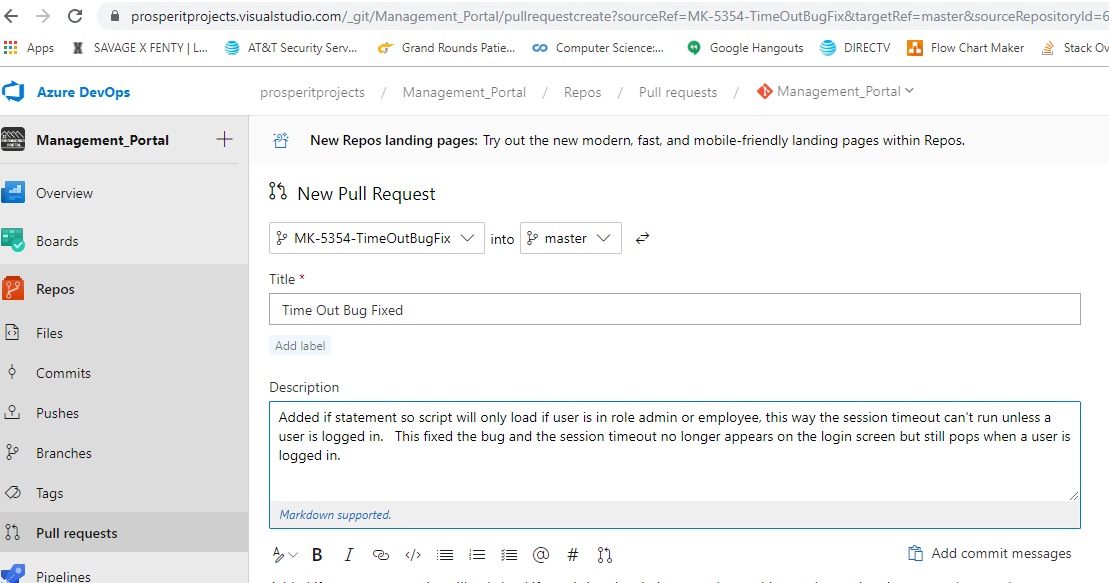 prosperitprojects.visualstudio.com/_git/Management_Portal/pullrequestcreate?sourceRef=MK-5354-TimeOutBugFix&targetRef=master&sourceRepositoryId=6
Apps SAVAGE X FENTY | L... AT&T Security Serv... Grand Rounds Patie... Computer Science:... Google Hangouts DIRECTV Flow Chart Maker Stack Ov
Azure DevOps prosperitprojects / Management_Portal / Repos / Pull requests / Management_Portal
Management_Portal
New Repos landing pages: Try out the new modern, fast, and mobile-friendly landing pages within Repos.
Overview
New Pull Request
Boards
MK-5354-TimeOutBugFix into master
Repos
Title *
Time Out Bug Fixed
Files
Add label
Commits
Description
Pushes
Added if statement so script will only load if user is in role admin or employee, this way the session timeout can't run unless a
user is logged in. This fixed the bug and the session timeout no longer appears on the login screen but still pops when a user is
logged in.
Branches
Tags
Markdown supported.
Pull requests
B I </> @ # Add commit messages
Pipelines